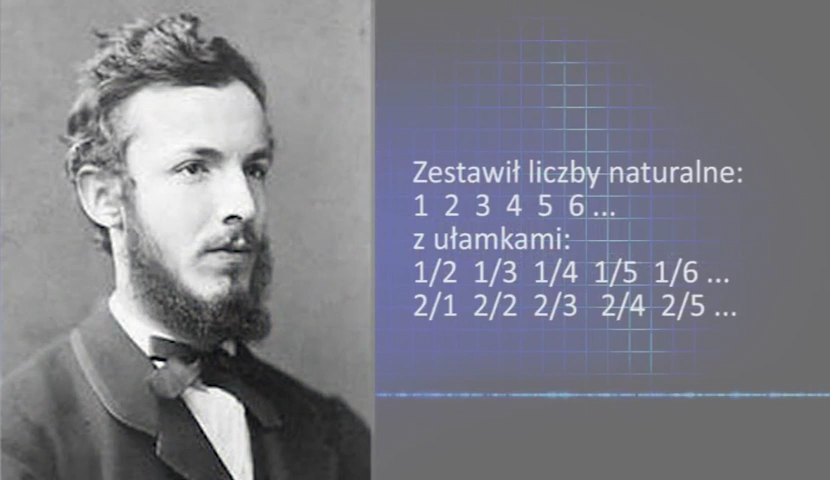 Zestawił liczby naturalne:
1 2 3 4 5 6 ...
z ułamkami:
1/2 1/3 1/4 1/5 1/6 ...
2/1 2/2 2/3 2/4 2/5 ...